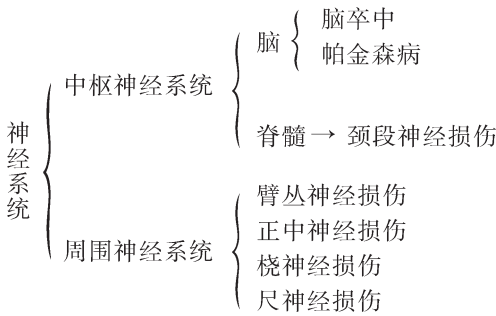 神经系统
中枢神经系统
脑
脑卒中
帕金森病
脊髓→颈段神经损伤
周围神经系统
臂丛神经损伤
正中神经损伤
桡神经损伤
尺神经损伤